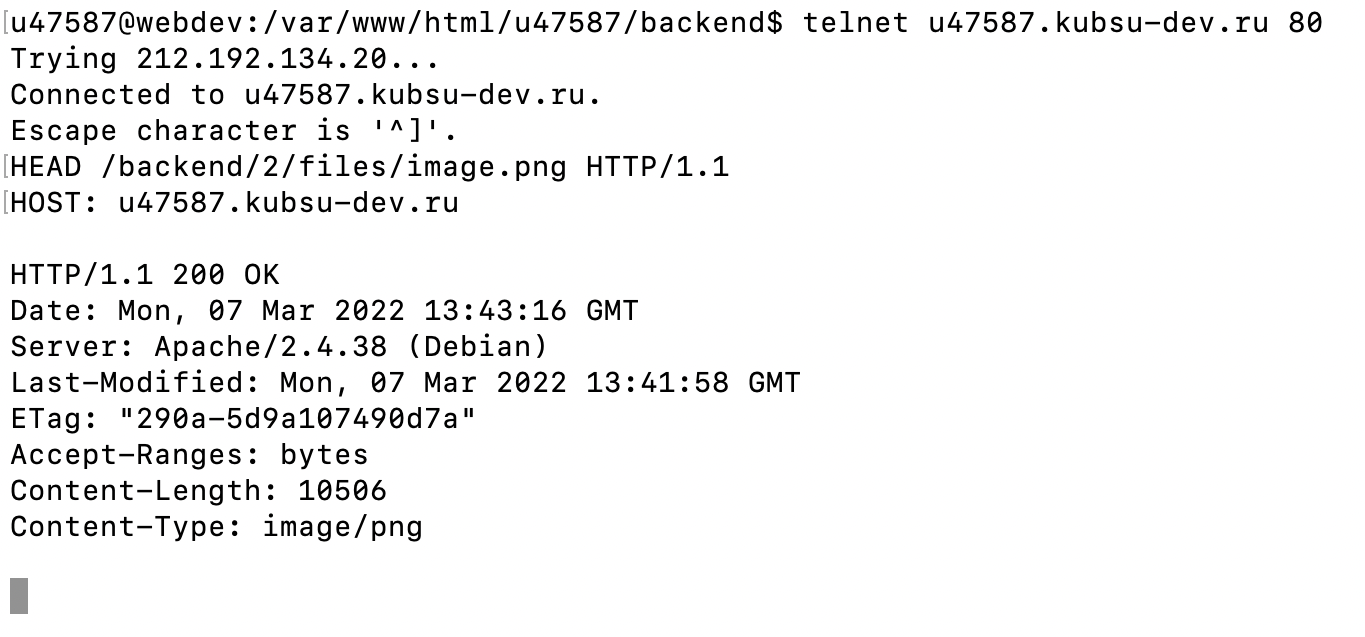 u47587@webdev:/var/www/html/u47587/backend$ telnet u47587.kubsu-dev.ru 80
Trying 212.192.134.20...
Connected to u47587.kubsu-dev.ru.
Escape character is '^]'.
HEAD /backend/2/files/image.png HTTP/1.1
HOST: u47587.kubsu-dev.ru

HTTP/1.1 200 OK
Date: Mon, 07 Mar 2022 13:43:16 GMT
Server: Apache/2.4.38 (Debian)
Last-Modified: Mon, 07 Mar 2022 13:41:58 GMT
ETag: "290a-5d9a107490d7a"
Accept-Ranges: bytes
Content-Length: 10506
Content-Type: image/png